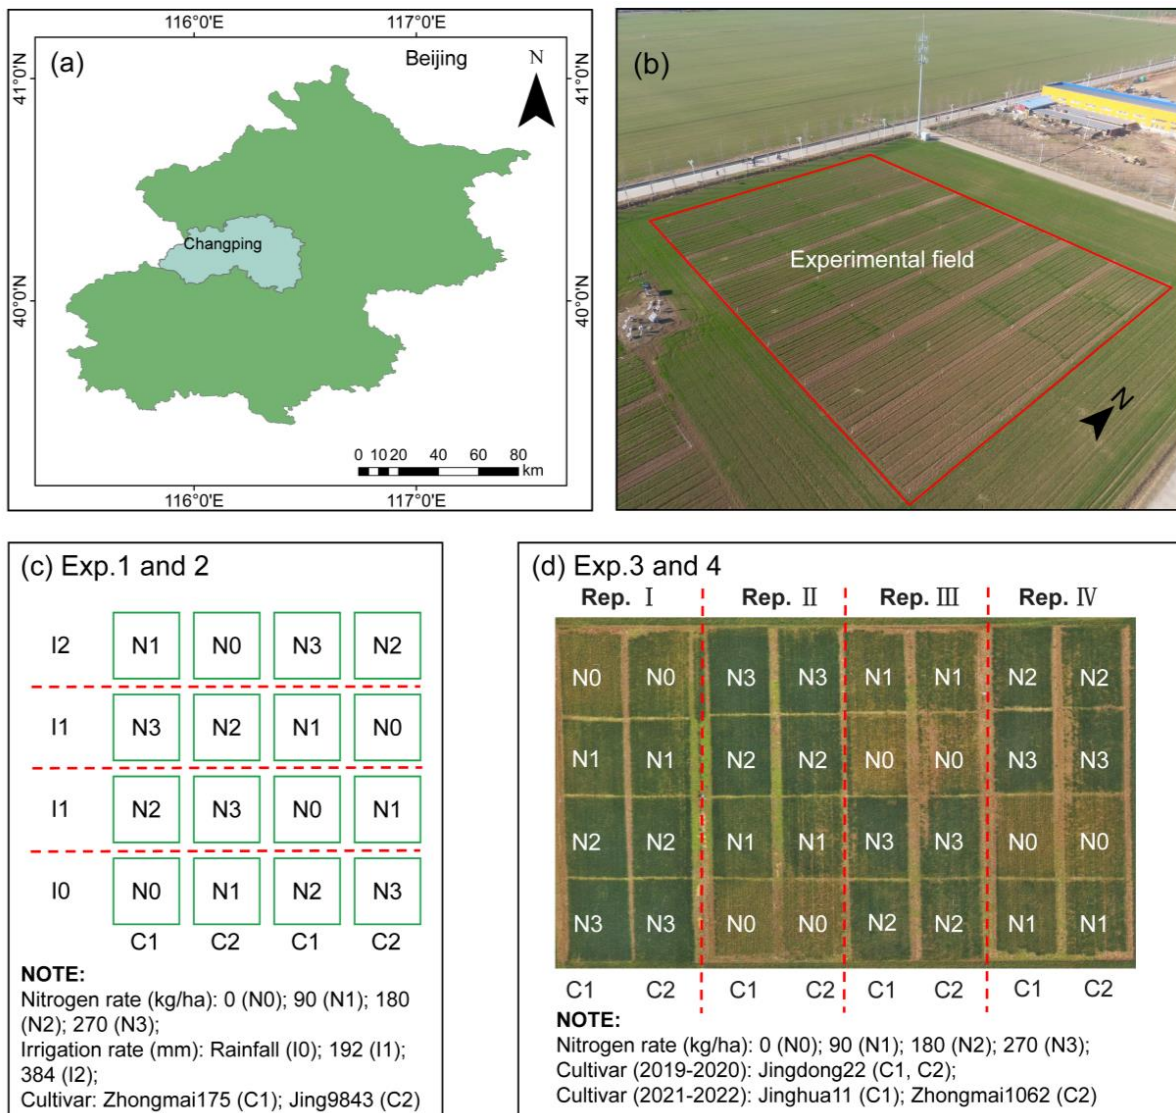 116°0'E 117°0'E
(a) Beijing N
41°0'N 41°0'N
Changping
40°0'N 40°0'N
0 10 20 40 60 80
km
116°0'E 117°0'E
(b)
Experimental field
N
(c) Exp.1 and 2
I2 N1 N0 N3 N2
I1 N3 N2 N1 N0
I1 N2 N3 N0 N1
I0 N0 N1 N2 N3
C1 C2 C1 C2
NOTE:
Nitrogen rate (kg/ha): 0 (N0); 90 (N1); 180
(N2); 270 (N3);
Irrigation rate (mm): Rainfall (I0); 192 (I1);
384 (I2);
Cultivar: Zhongmai175 (C1); Jing9843 (C2)
(d) Exp.3 and 4
Rep. Ⅰ Rep. Ⅱ Rep. Ⅲ Rep. Ⅳ
N0 N0 N3 N3 N1 N1 N2 N2
N1 N1 N2 N2 N0 N0 N3 N3
N2 N2 N1 N1 N3 N3 N0 N0
N3 N3 N0 N0 N2 N2 N1 N1
C1 C2 C1 C2 C1 C2 C1 C2
NOTE:
Nitrogen rate (kg/ha): 0 (N0); 90 (N1); 180 (N2); 270 (N3);
Cultivar (2019-2020): Jingdong22 (C1, C2);
Cultivar (2021-2022): Jinghua11 (C1); Zhongmai1062 (C2)